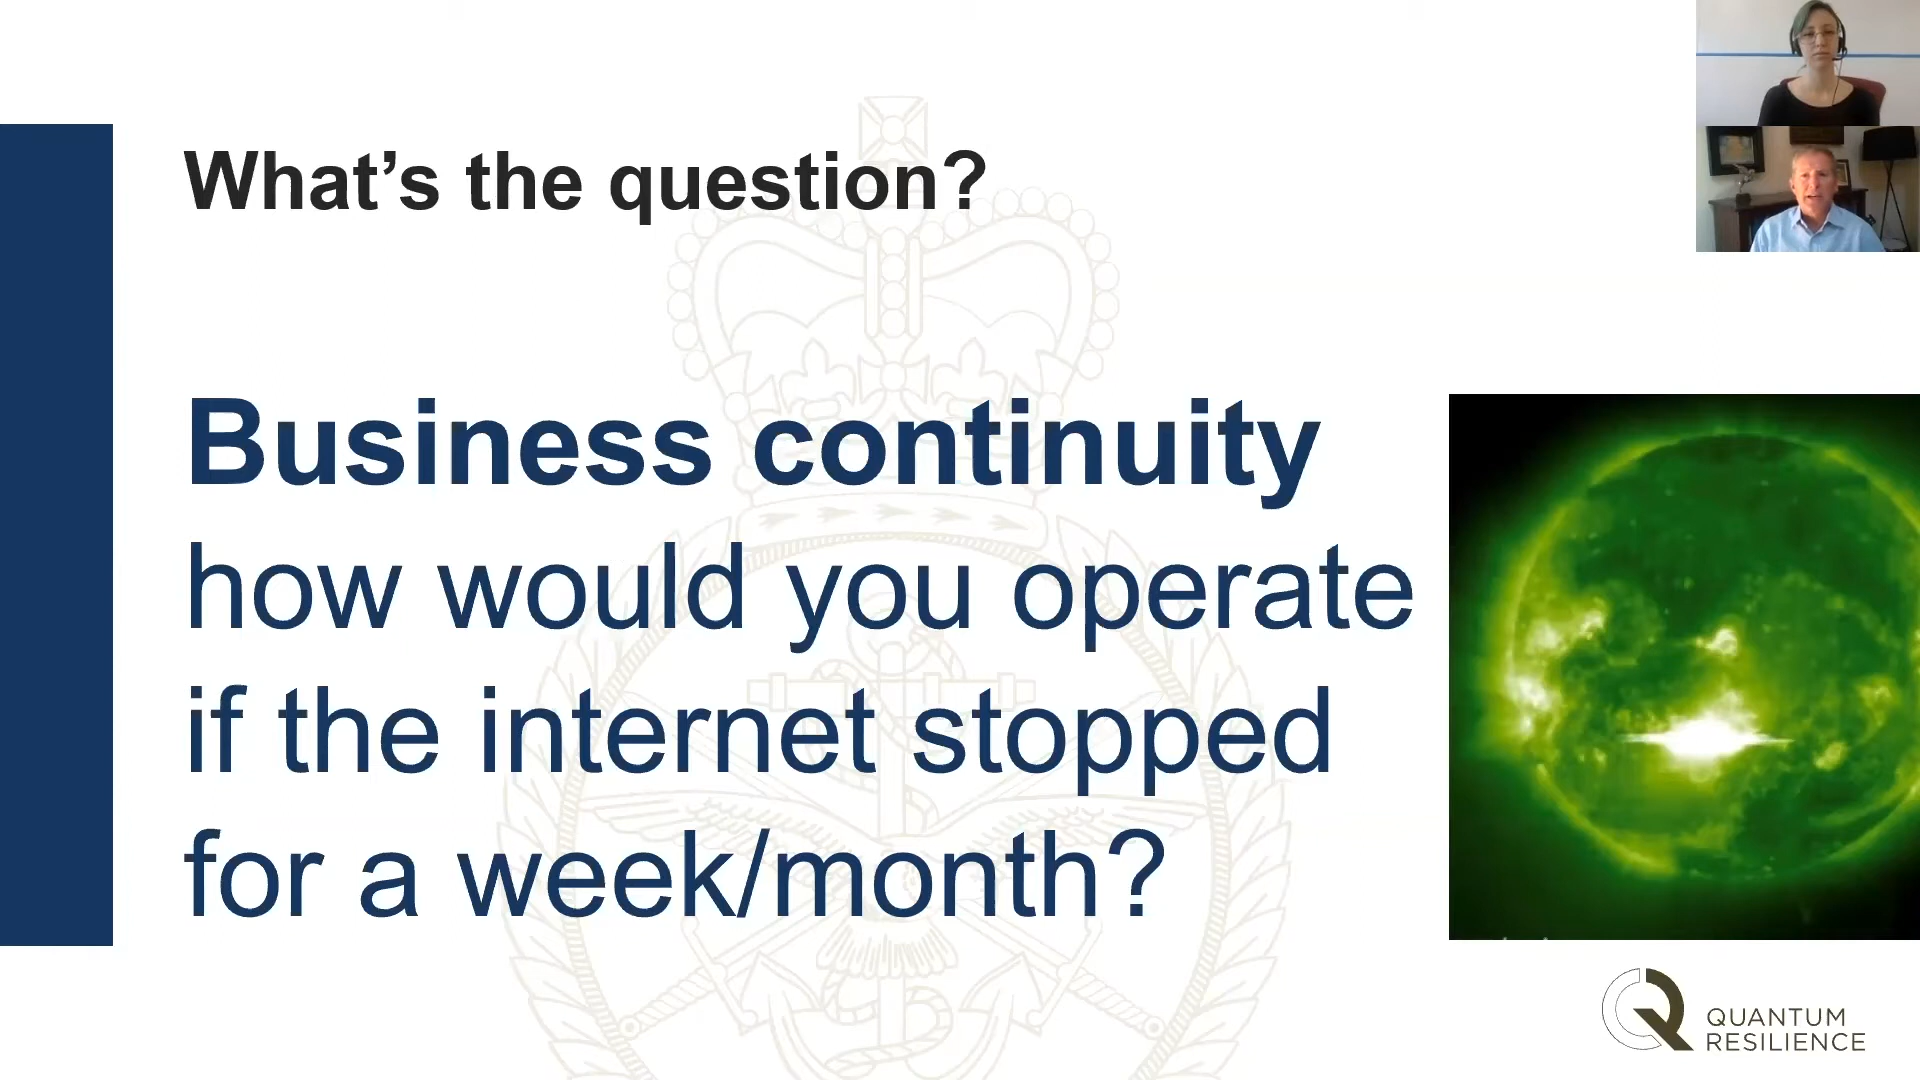 What’s the question?
Business continuity
how would you operate
if the internet stopped
for a week/month?
QUANTUM
RESILIENCE